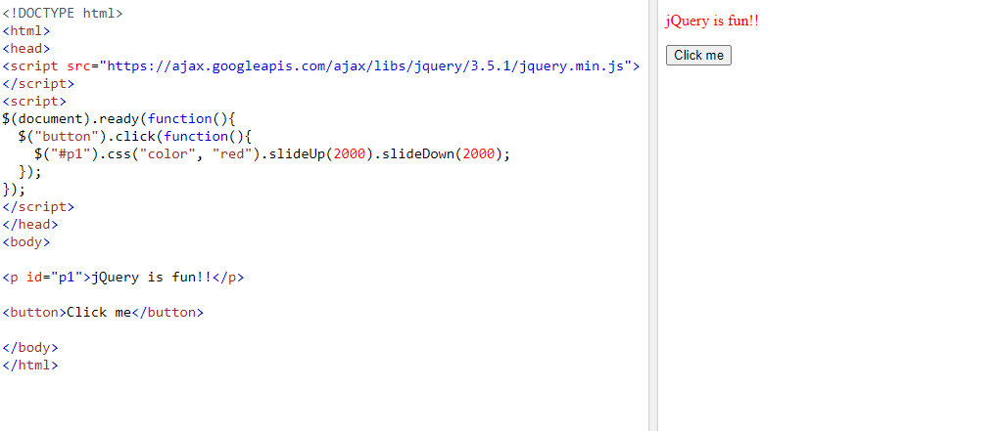 <!DOCTYPE html>
<html>
<head>
<script src="https://ajax.googleapis.com/ajax/libs/jquery/3.5.1/jquery.min.js">
</script>
<script>
$(document).ready(function(){
  $("button").click(function(){
    $("#p1").css("color", "red").slideUp(2000).slideDown(2000);
  });
});
</script>
</head>
<body>
<p id="p1">jQuery is fun!!</p>
<button>Click me</button>
</body>
</html>
jQuery is fun!!
Click me